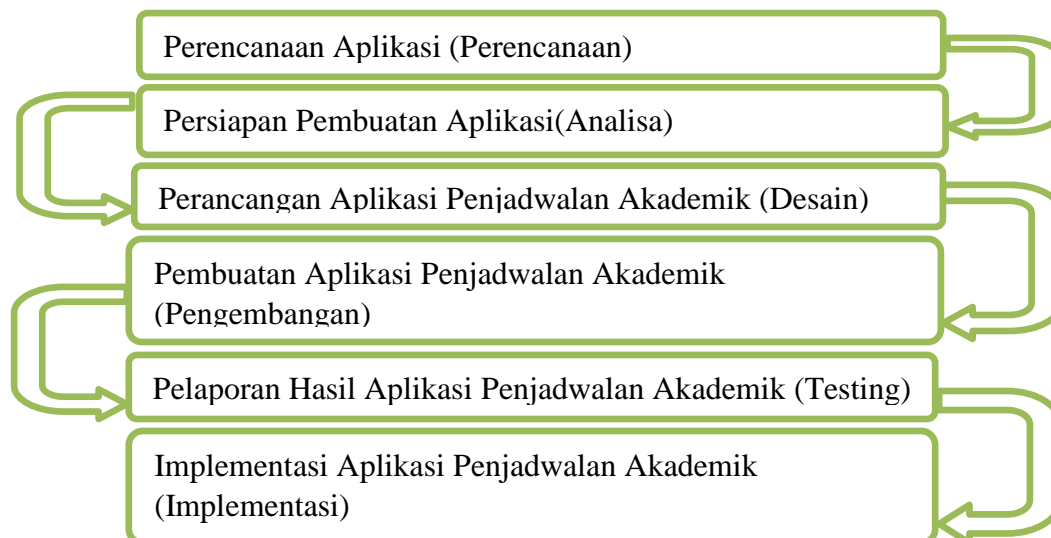 Perencanaan Aplikasi (Perencanaan)
Persiapan Pembuatan Aplikasi(Analisa)
Perancangan Aplikasi Penjadwalan Akademik (Desain)
Pembuatan Aplikasi Penjadwalan Akademik
(Pengembangan)
Pelaporan Hasil Aplikasi Penjadwalan Akademik (Testing)
Implementasi Aplikasi Penjadwalan Akademik
(Implementasi)